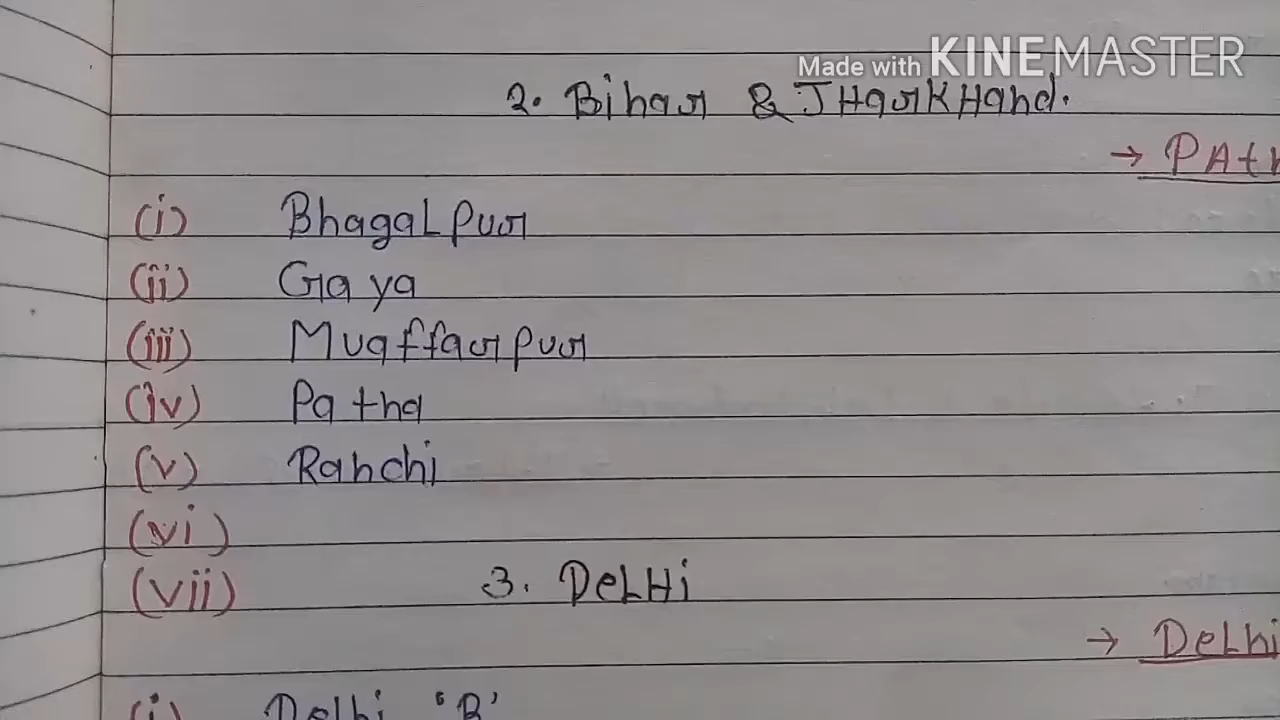 Made with KINEMASTER
2. Bihar & JHarKHand.
→ PAt
(i) Bhagalpur
(ii) Gaya
(iii) Muaffarpur
(iv) Patna
(v) Ranchi
(vi)
(vii) 3. DeLHi
→ DeLhi
(i) Delhi 'B'